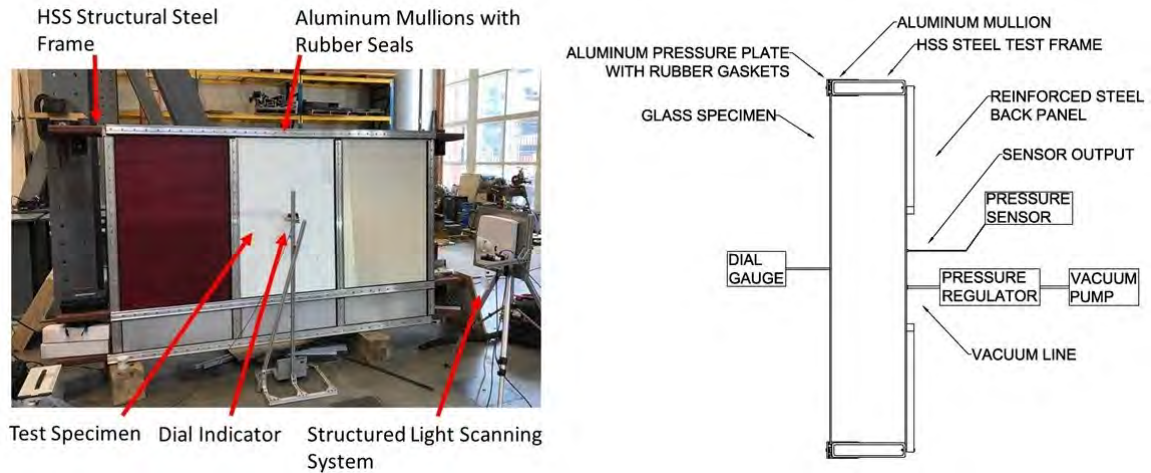 HSS Structural Steel
Frame
Aluminum Mullions with
Rubber Seals
Test Specimen
Dial Indicator
Structured Light Scanning
System
ALUMINUM MULLION
HSS STEEL TEST FRAME
ALUMINUM PRESSURE PLATE
WITH RUBBER GASKETS
GLASS SPECIMEN
REINFORCED STEEL
BACK PANEL
SENSOR OUTPUT
PRESSURE
SENSOR
DIAL
GAUGE
PRESSURE
REGULATOR
VACUUM
PUMP
VACUUM LINE